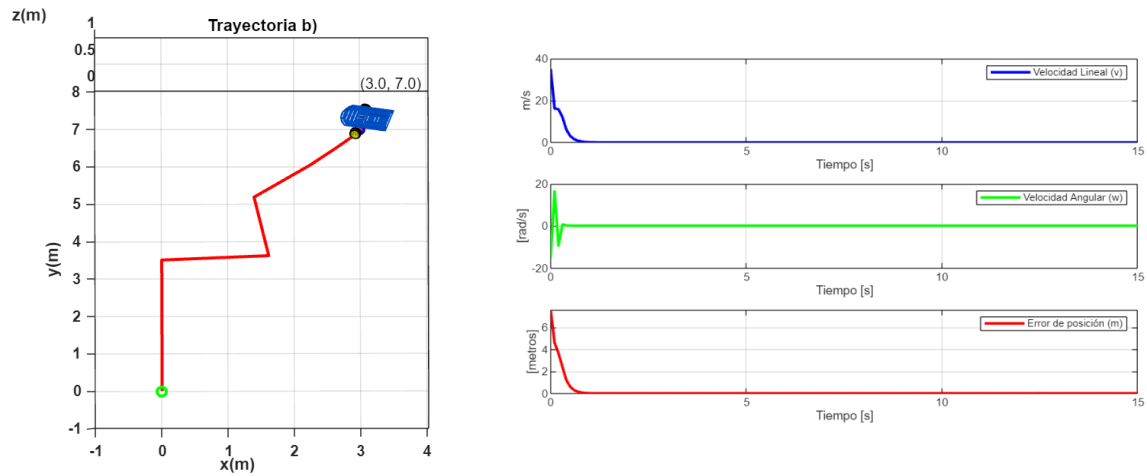 z(m)
Trayectoria b)
1
0.5
0
(3.0, 7.0)
8
7
6
5
4
3
2
1
0
-1
y(m)
-1 0 1 2 3 4
x(m)
Velocidad Lineal (v)
40
20
0
m/s
0 5 10 15
Tiempo [s]
Velocidad Angular (w)
20
0
-20
[rad/s]
0 5 10 15
Tiempo [s]
Error de posición (m)
6
4
2
0
[metros]
0 5 10 15
Tiempo [s]